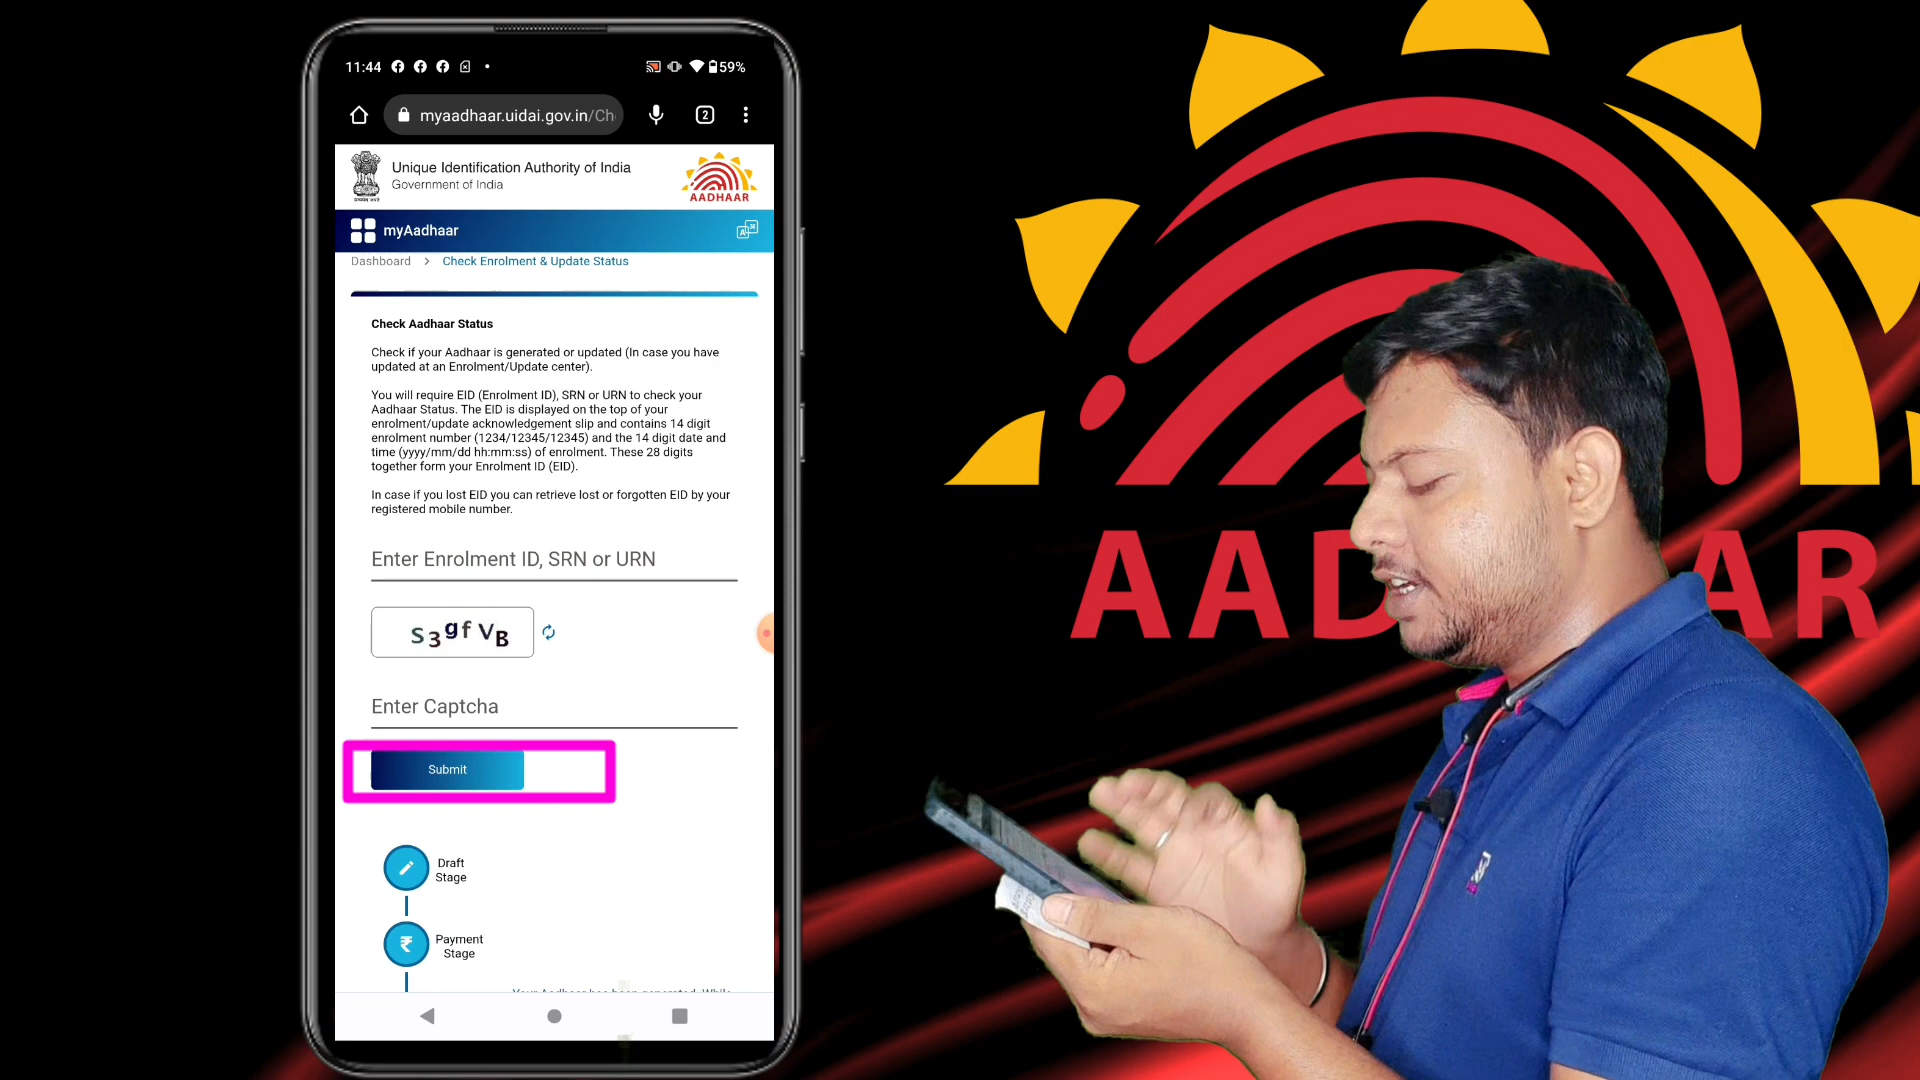 11:44
59%
myaadhaar.uidai.gov.in/Ch
2
Unique Identification Authority of India
Government of India
AADHAAR
myAadhaar
Dashboard > Check Enrolment & Update Status
Check Aadhaar Status
Check if your Aadhaar is generated or updated (In case you have
updated at an Enrolment/Update center).
You will require EID (Enrolment ID), SRN or URN to check your
Aadhaar Status. The EID is displayed on the top of your
enrolment/update acknowledgement slip and contains 14 digit
enrolment number (1234/12345/12345) and the 14 digit date and
time (yyyy/mm/dd hh:mm:ss) of enrolment. These 28 digits
together form your Enrolment ID (EID).
In case if you lost EID you can retrieve lost or forgotten EID by your
registered mobile number.
Enter Enrolment ID, SRN or URN
S3gfVB
Enter Captcha
Submit
Draft
Stage
₹
Payment
Stage
Your Aadhaar has been generated. While
AAD AR